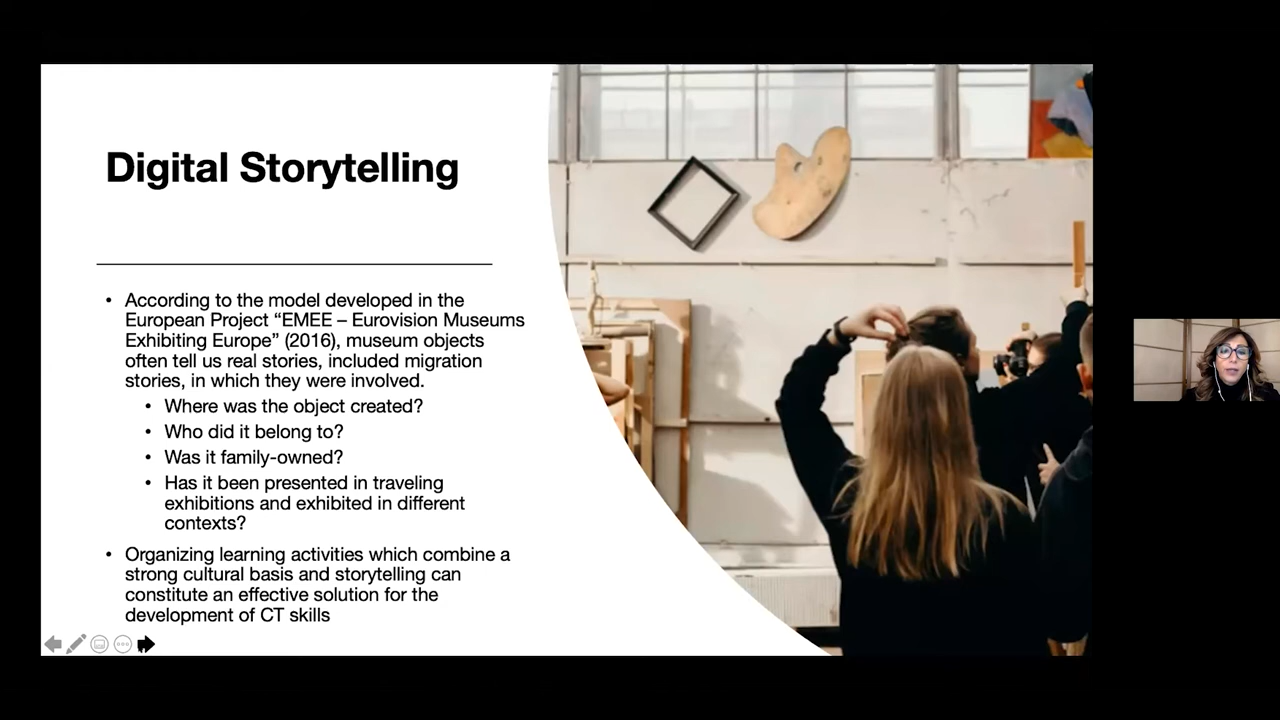 Digital Storytelling
• According to the model developed in the
European Project “EMEE – Eurovision Museums
Exhibiting Europe” (2016), museum objects
often tell us real stories, included migration
stories, in which they were involved.
• Where was the object created?
• Who did it belong to?
• Was it family-owned?
• Has it been presented in traveling
exhibitions and exhibited in different
contexts?
• Organizing learning activities which combine a
strong cultural basis and storytelling can
constitute an effective solution for the
development of CT skills